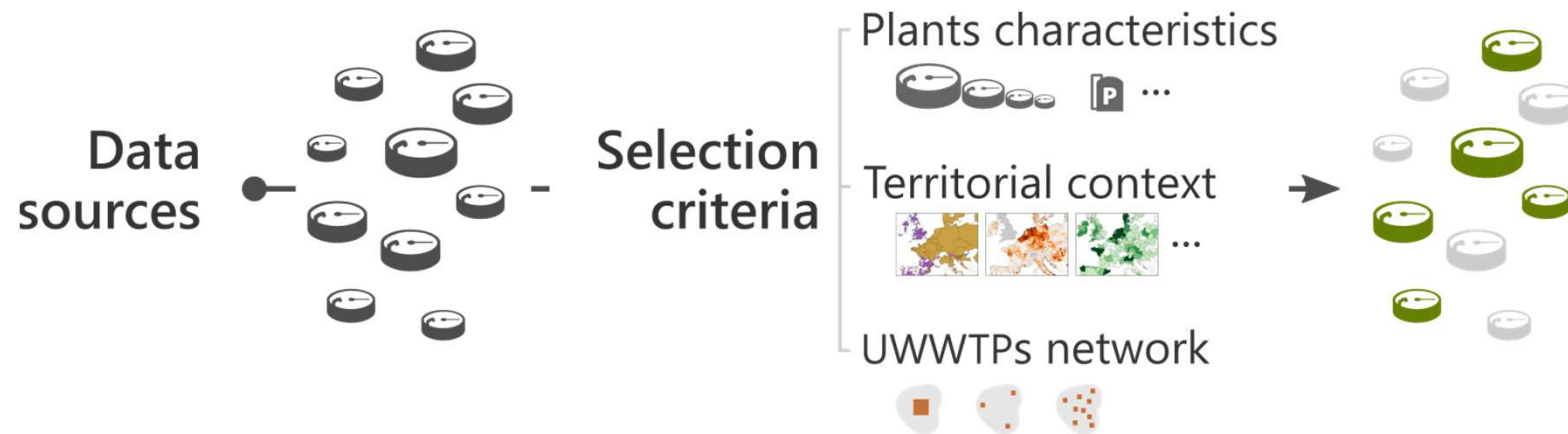 Data
sources
Selection
criteria
Plants characteristics
P ...
Territorial context
...
UWWTPs network